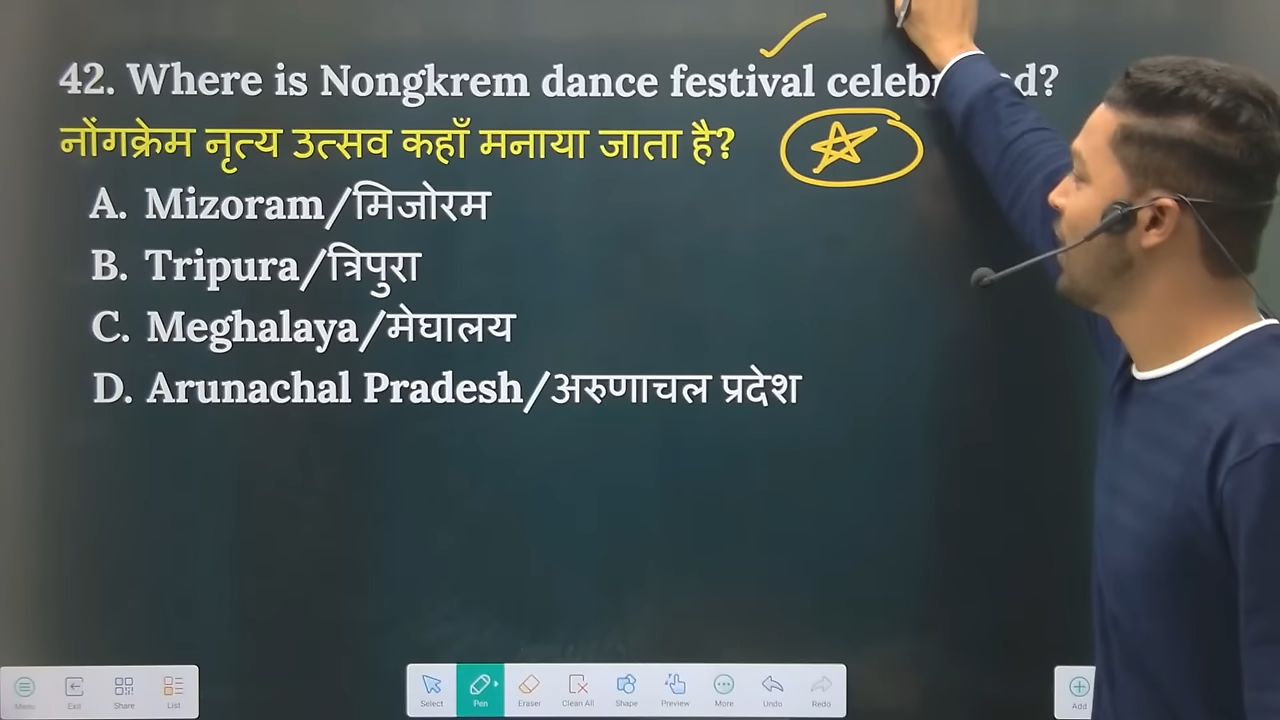 42. Where is Nongkrem dance festival celebrated?
नोंगक्रेम नृत्य उत्सव कहाँ मनाया जाता है?
A. Mizoram/मिजोरम
B. Tripura/त्रिपुरा
C. Meghalaya/मेघालय
D. Arunachal Pradesh/अरुणाचल प्रदेश
Menu Exit Share List Select Pen Eraser Clean All Shape Preview More Undo Redo Add